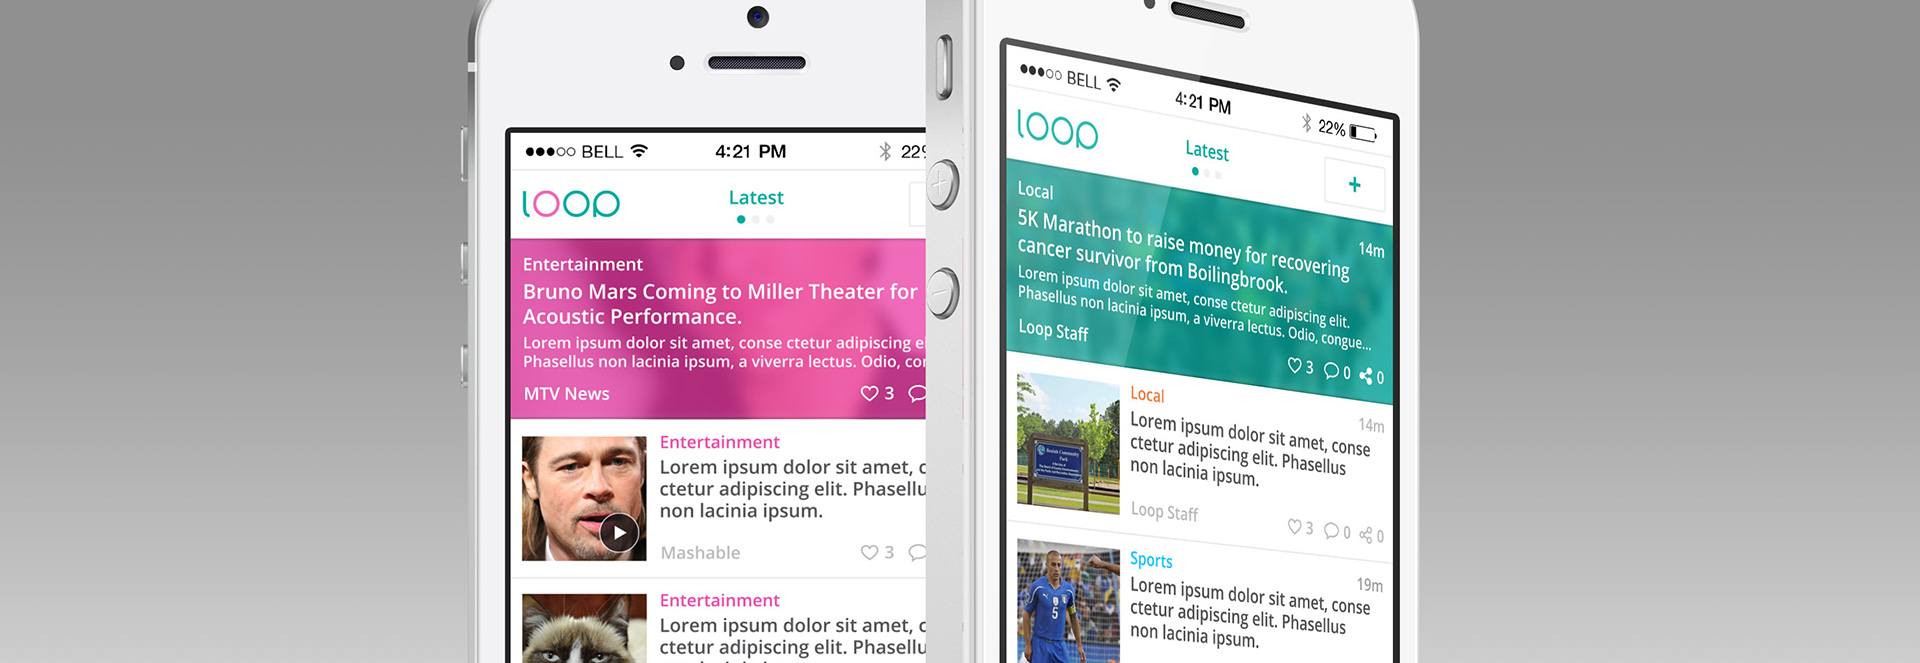 BELL
4:21 PM
22%
loop
Latest
Entertainment
Bruno Mars Coming to Miller Theater for
Acoustic Performance.
Lorem ipsum dolor sit amet, conse ctetur adipiscing el
Phasellus non lacinia ipsum, a viverra lectus. Odio, con
MTV News
3
Entertainment
Lorem ipsum dolor sit amet, c
ctetur adipiscing elit. Phasellu
non lacinia ipsum.
Mashable
3
Entertainment
Lorem ipsum dolor sit amet, c
ctetur adipiscing elit. Phasellu
BELL
4:21 PM
22%
loop
Latest
+
Local
5K Marathon to raise money for recovering
14m
cancer survivor from Boilingbrook.
Lorem ipsum dolor sit amet, conse ctetur adipiscing elit.
Phasellus non lacinia ipsum, a viverra lectus. Odio, congue...
Loop Staff
3 0 0
Local
14m
Lorem ipsum dolor sit amet, conse
ctetur adipiscing elit. Phasellus
non lacinia ipsum.
Loop Staff
3 0 0
Community
Park
Sports
19m
Lorem ipsum dolor sit amet, conse
ctetur adipiscing elit. Phasellus
non lacinia ipsum.
5